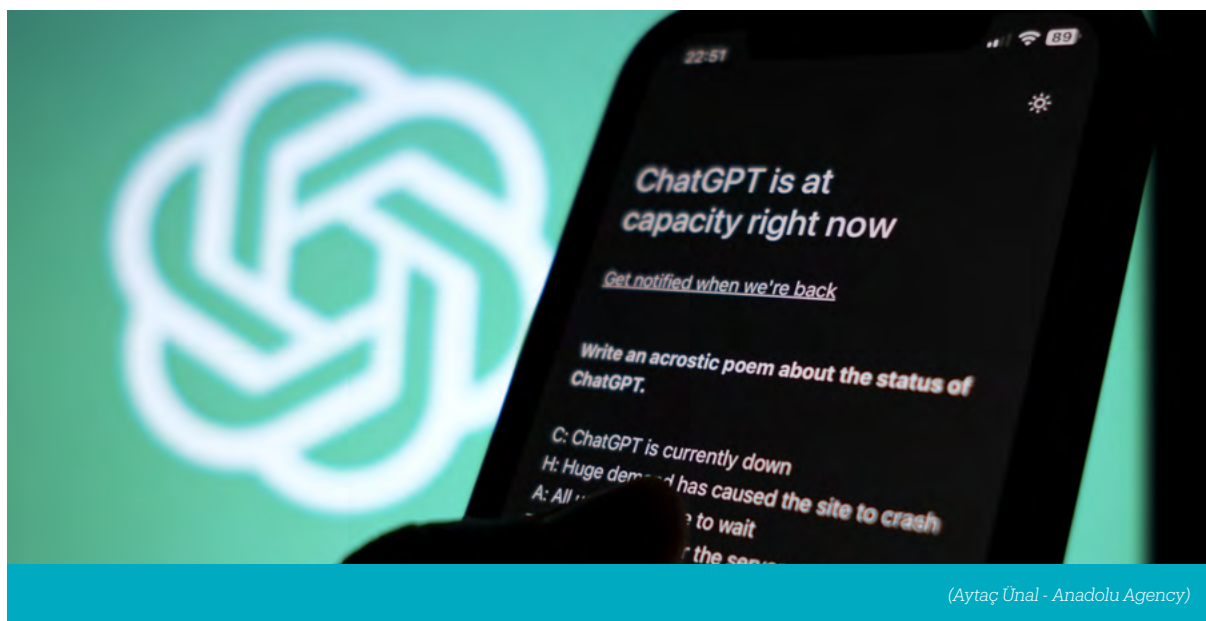 22:51
89
ChatGPT is at
capacity right now
Get notified when we're back
Write an acrostic poem about the status of
ChatGPT.
C: ChatGPT is currently down
H: Huge demand has caused the site to crash
A: All
to wait
the
(Aytaç Ünal - Anadolu Agency)